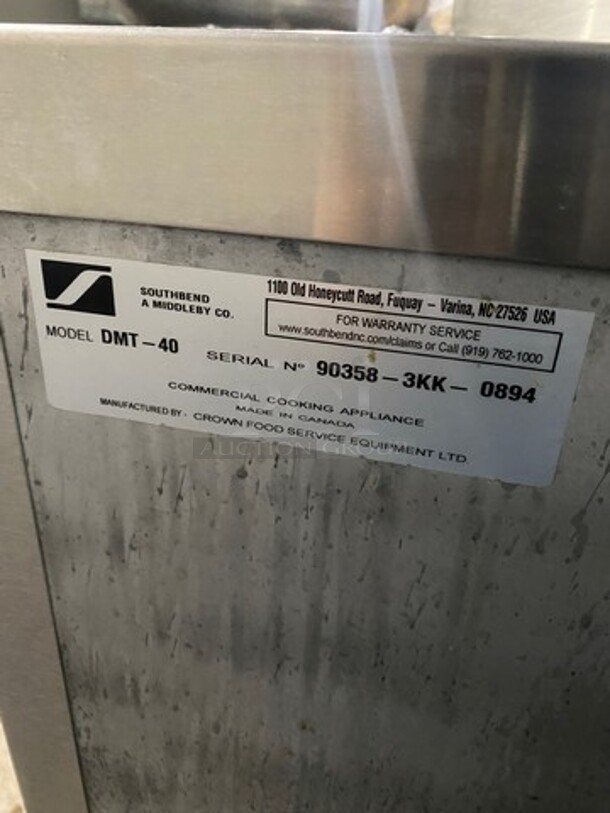 SOUTHBEND
A MIDDLEBY CO.
1100 Old Honeycutt Road, Fuquay - Varina, NC 27526 USA
FOR WARRANTY SERVICE
www.southbendnc.com/claims or Call (919) 762-1000
MODEL DMT-40
SERIAL Nº 90358-3KK-0894
COMMERCIAL COOKING APPLIANCE
MADE IN CANADA
MANUFACTURED BY: CROWN FOOD SERVICE EQUIPMENT LTD.
AUCTION GROUP